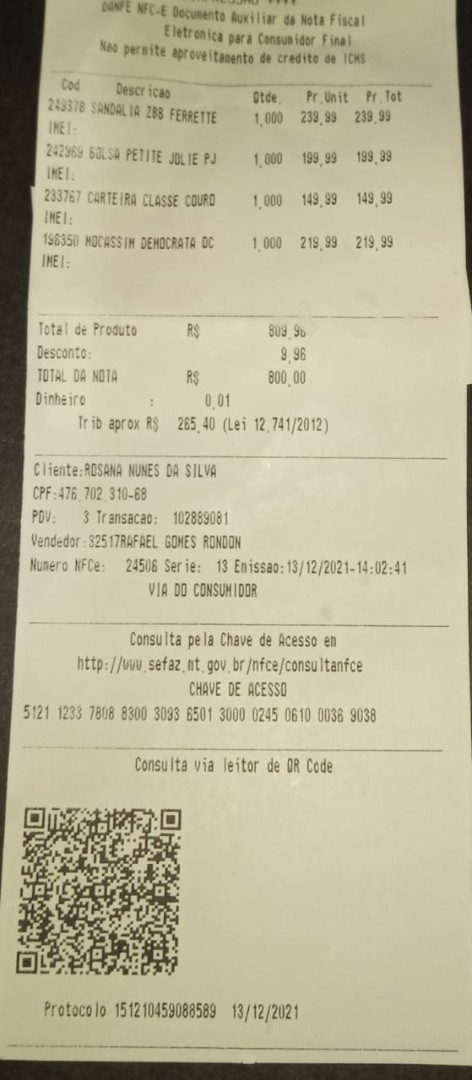 DANFE NFC-E Documento Auxiliar da Nota Fiscal
Eletronica para Consumidor Final
Nao permite aproveitamento de credito de ICMS
Cod Descricao Qtde. Pr.Unit Pr.Tot
249378 SANDALIA ZBB FERRETTE 1,000 239,99 239,99
IMEI:
242969 BOLSA PETITE JOLIE PJ 1,000 199,99 199,99
IMEI:
233767 CARTEIRA CLASSE COURO 1,000 149,99 149,99
IMEI:
198350 MOCASSIM DEMOCRATA DC 1,000 219,99 219,99
IMEI:
Total de Produto R$ 809,96
Desconto: 9,96
TOTAL DA NOTA R$ 800,00
Dinheiro : 0,01
Trib aprox R$ 265,40 (Lei 12.741/2012)
Cliente:ROSANA NUNES DA SILVA
CPF:476.702.310-68
PDV: 3 Transacao: 102889081
Vendedor:32517RAFAEL GOMES RONDON
Numero NFCe: 24506 Serie: 13 Emissao:13/12/2021-14:02:41
VIA DO CONSUMIDOR
Consulta pela Chave de Acesso em
http://www.sefaz.mt.gov.br/nfce/consultanfce
CHAVE DE ACESSO
5121 1233 7808 8300 3093 6501 3000 0245 0610 0036 9038
Consulta via leitor de QR Code
Protocolo 151210459088589 13/12/2021